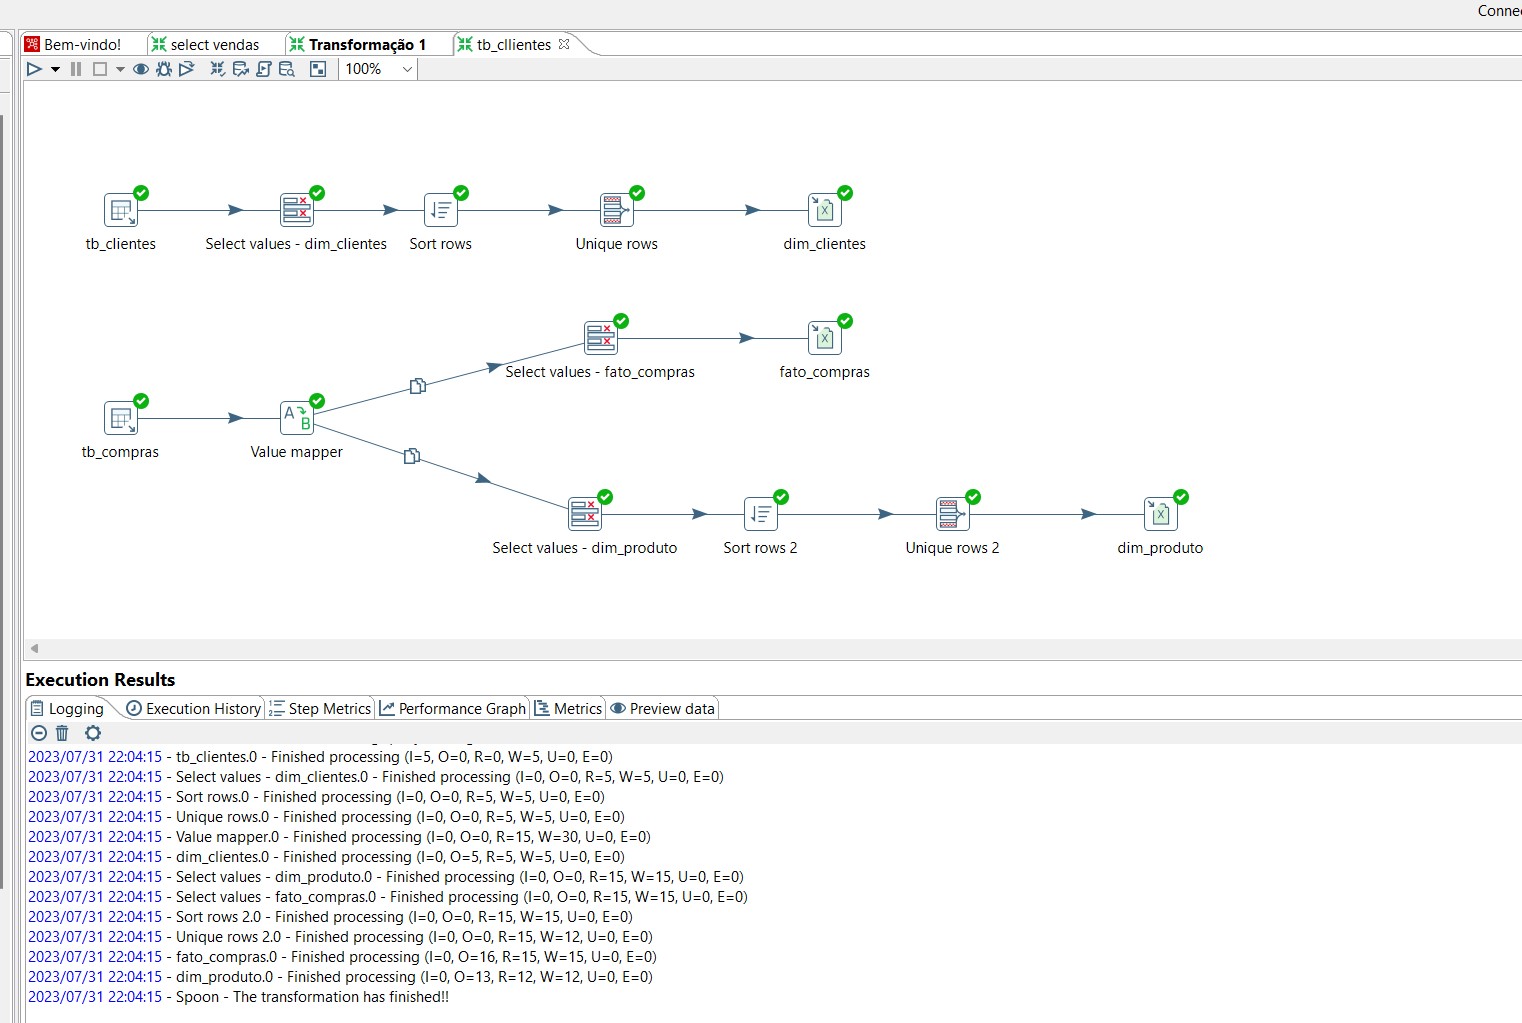 Conne
Bem-vindo!
select vendas
Transformação 1
tb_cllientes
100%
tb_clientes
Select values - dim_clientes
Sort rows
Unique rows
dim_clientes
Select values - fato_compras
fato_compras
tb_compras
Value mapper
Select values - dim_produto
Sort rows 2
Unique rows 2
dim_produto
Execution Results
Logging
Execution History
Step Metrics
Performance Graph
Metrics
Preview data
2023/07/31 22:04:15 - tb_clientes.0 - Finished processing (I=5, O=0, R=0, W=5, U=0, E=0)
2023/07/31 22:04:15 - Select values - dim_clientes.0 - Finished processing (I=0, O=0, R=5, W=5, U=0, E=0)
2023/07/31 22:04:15 - Sort rows.0 - Finished processing (I=0, O=0, R=5, W=5, U=0, E=0)
2023/07/31 22:04:15 - Unique rows.0 - Finished processing (I=0, O=0, R=5, W=5, U=0, E=0)
2023/07/31 22:04:15 - Value mapper.0 - Finished processing (I=0, O=0, R=15, W=30, U=0, E=0)
2023/07/31 22:04:15 - dim_clientes.0 - Finished processing (I=0, O=5, R=5, W=5, U=0, E=0)
2023/07/31 22:04:15 - Select values - dim_produto.0 - Finished processing (I=0, O=0, R=15, W=15, U=0, E=0)
2023/07/31 22:04:15 - Select values - fato_compras.0 - Finished processing (I=0, O=0, R=15, W=15, U=0, E=0)
2023/07/31 22:04:15 - Sort rows 2.0 - Finished processing (I=0, O=0, R=15, W=15, U=0, E=0)
2023/07/31 22:04:15 - Unique rows 2.0 - Finished processing (I=0, O=0, R=15, W=12, U=0, E=0)
2023/07/31 22:04:15 - fato_compras.0 - Finished processing (I=0, O=16, R=15, W=15, U=0, E=0)
2023/07/31 22:04:15 - dim_produto.0 - Finished processing (I=0, O=13, R=12, W=12, U=0, E=0)
2023/07/31 22:04:15 - Spoon - The transformation has finished!!